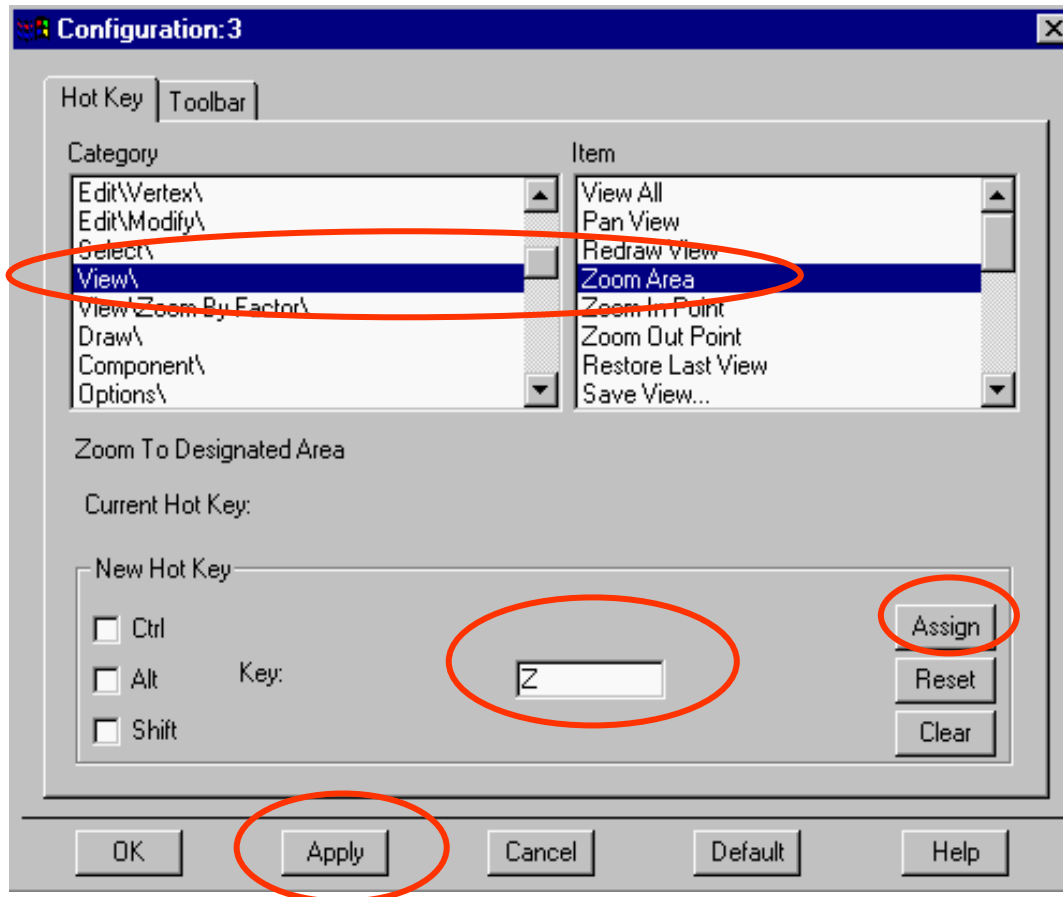 Configuration:3
Hot Key
Toolbar
Category
Item
Edit\Vertex\
Edit\Modify\
Select\
View\
View\Zoom By Factor\
Draw\
Component\
Options\
View All
Pan View
Redraw View
Zoom Area
Zoom In Point
Zoom Out Point
Restore Last View
Save View...
Zoom To Designated Area
Current Hot Key:
New Hot Key
Ctrl
Alt
Shift
Key:
Z
Assign
Reset
Clear
OK
Apply
Cancel
Default
Help